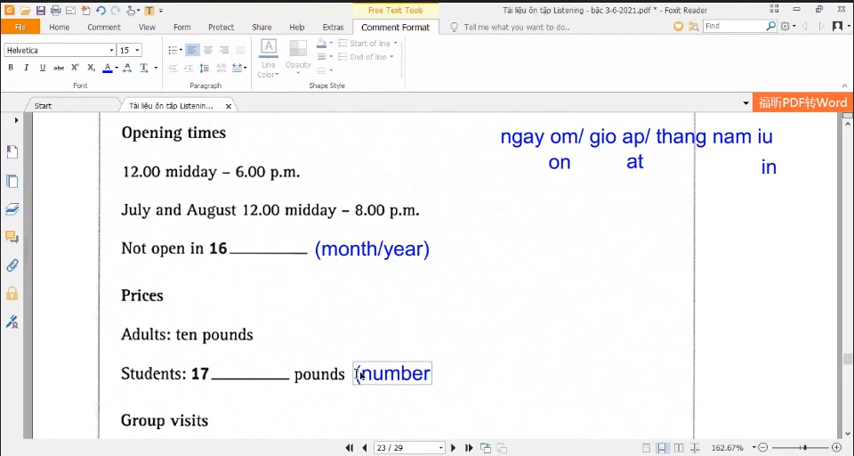 Free Text Tools
Tài liệu ôn tập Listening - bậc 3-6-2021.pdf * - Foxit Reader
File Home Comment View Form Protect Share Help Extras Comment Format Tell me what you want to do.. Find
Helvetica 15
Line Color Opacity
Start of line
Font Paragraph Shape Style
Start Tài liệu ôn tập Listenin... 福昕PDF转Word
Opening times
ngay om/ gio ap/ thang nam iu
on at in
12.00 midday – 6.00 p.m.
July and August 12.00 midday – 8.00 p.m.
Not open in 16 __________ (month/year)
Prices
Adults: ten pounds
Students: 17 __________ pounds (number
Group visits
23 / 29 162.67%